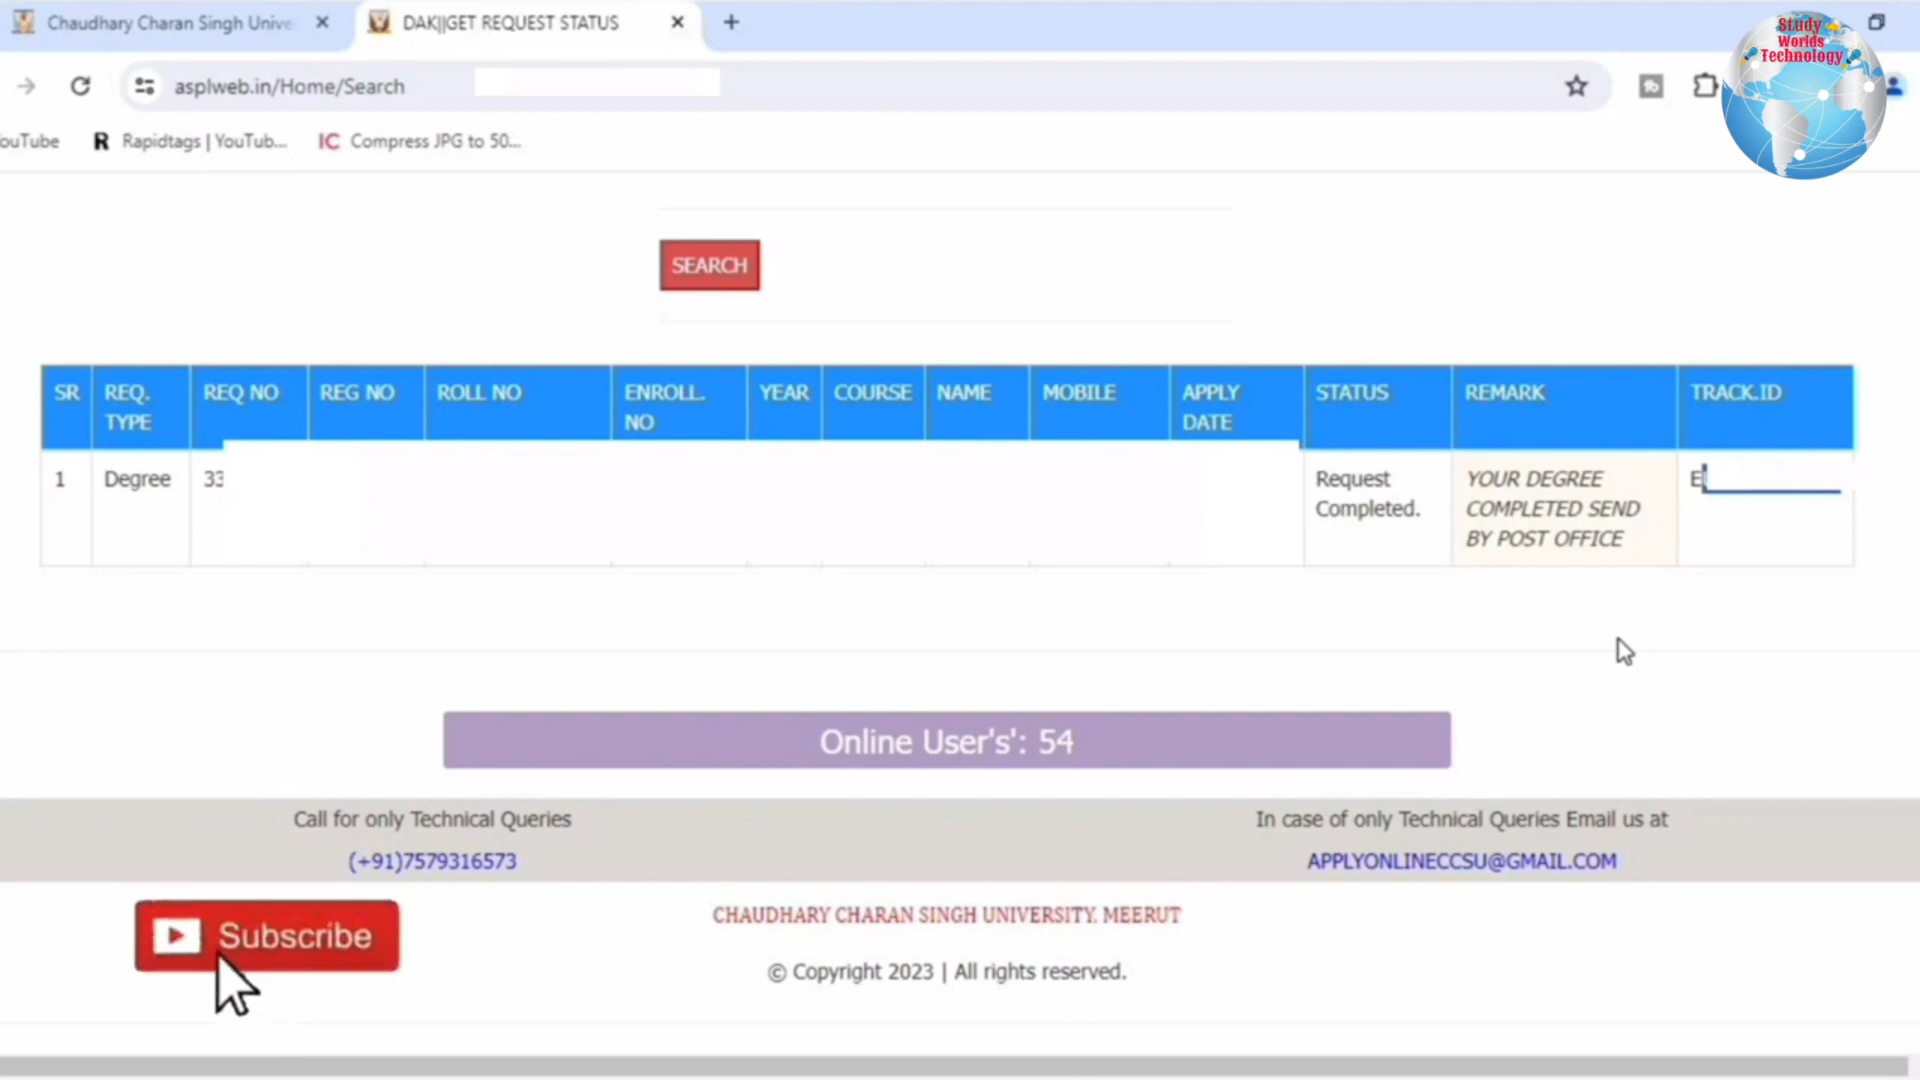 Chaudhary Charan Singh Unive
DAK||GET REQUEST STATUS
Study
Worlds
Technology
asplweb.in/Home/Search
ouTube
R Rapidtags | YouTub...
IC Compress JPG to 50...
SEARCH
SR
REQ.
TYPE
REQ NO
REG NO
ROLL NO
ENROLL.
NO
YEAR
COURSE
NAME
MOBILE
APPLY
DATE
STATUS
REMARK
TRACK.ID
1
Degree
33
Request
Completed.
YOUR DEGREE
COMPLETED SEND
BY POST OFFICE
E
Online User's': 54
Call for only Technical Queries
(+91)7579316573
In case of only Technical Queries Email us at
APPLYONLINECCSU@GMAIL.COM
Subscribe
CHAUDHARY CHARAN SINGH UNIVERSITY. MEERUT
© Copyright 2023 | All rights reserved.